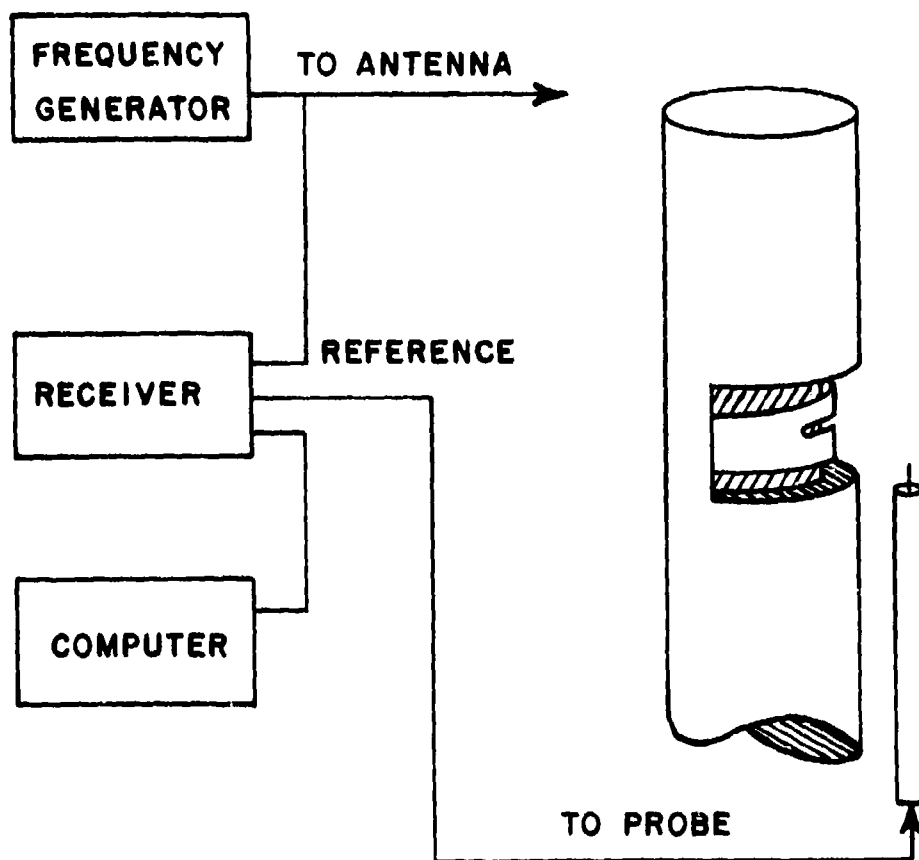 FREQUENCY
GENERATOR
TO ANTENNA
REFERENCE
RECEIVER
COMPUTER
TO PROBE